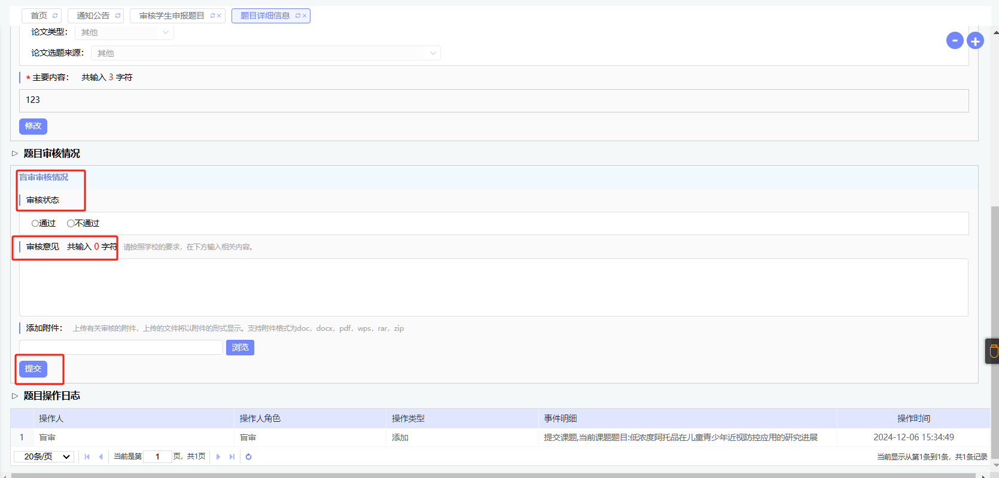 首页 通知公告 审核学生申报题目 题目详细信息
论文类型： 其他
论文选题来源： 其他
- +
* 主要内容： 共输入 3 字符
123
修改
题目审核情况
盲审审核情况
审核状态
通过 不通过
审核意见 共输入 0 字符 请按照学校的要求，在下方输入相关内容。
添加附件： 上传有关审核的附件，上传的文件将以附件的形式显示。支持附件格式为doc，docx，pdf，wps，rar，zip
浏览
提交
题目操作日志
操作人 操作人角色 操作类型 事件明细 操作时间
1 盲审 盲审 添加 提交课题,当前课题题目:低浓度阿托品在儿童青少年近视防控应用的研究进展 2024-12-06 15:34:49
20条/页 当前是第 1 页，共1页 当前显示从第1条到1条，共1条记录